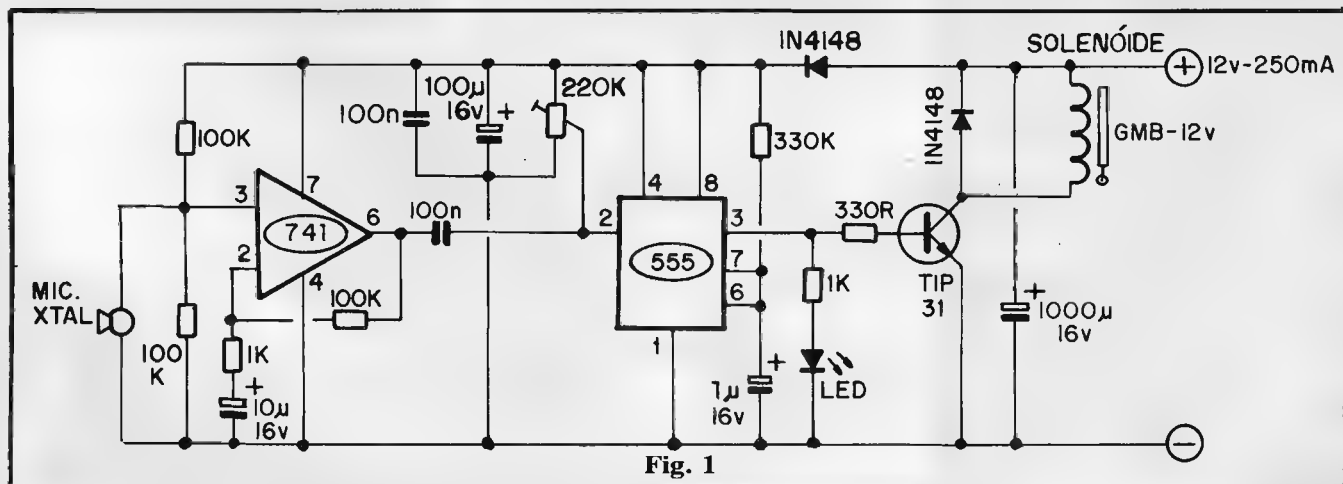 1N4148
SOLENÓIDE
12v-250mA
100µ
16v
220K
100n
100K
330K
1N4148
GMB-12v
3
7
741
6
2
4
100n
100K
4
8
2
555
3
7
6
1
330R
TIP
31
MIC.
XTAL
100
K
1K
10µ
16v
1µ
16v
1K
LED
1000µ
16v
Fig. 1